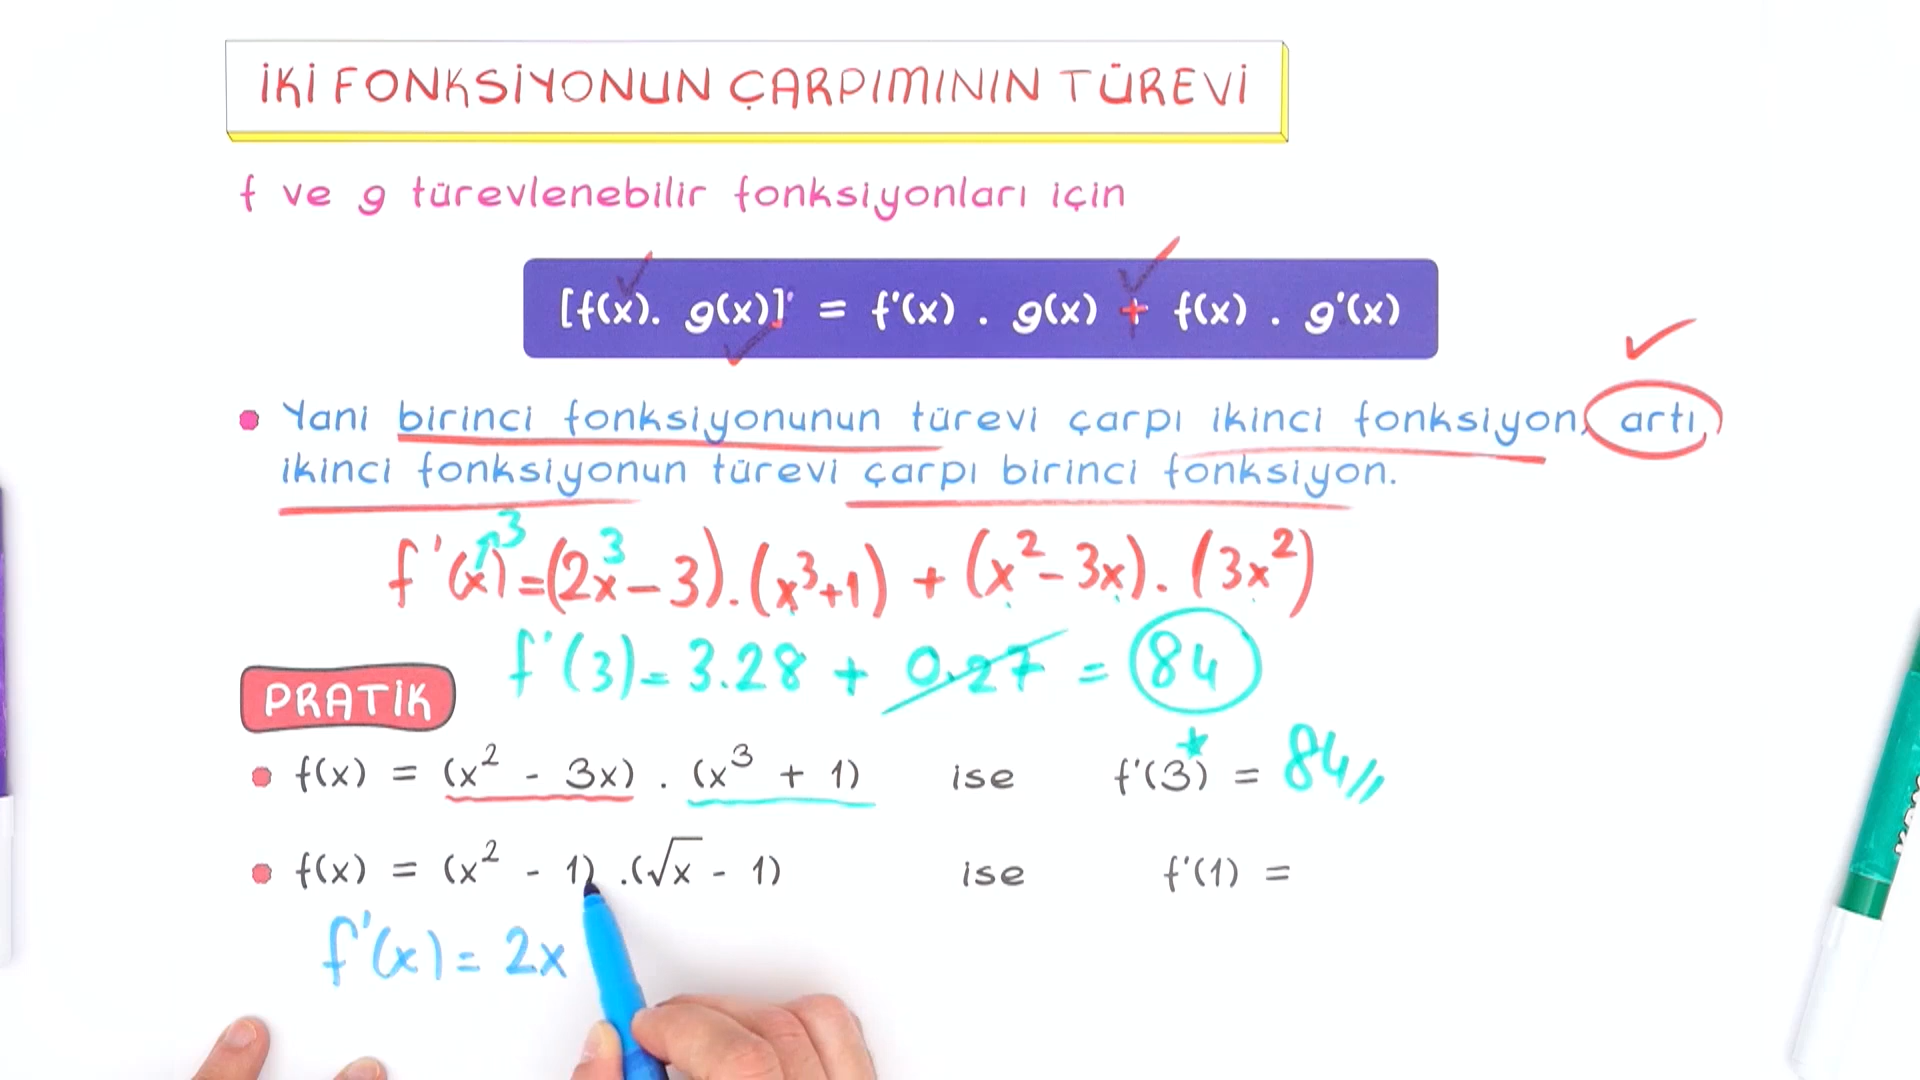 İKİ FONKSİYONUN ÇARPIMININ TÜREVİ
f ve g türevlenebilir fonksiyonları için
[f(x). g(x)]' = f'(x) . g(x) + f(x) . g'(x)
Yani birinci fonksiyonunun türevi çarpı ikinci fonksiyon, artı,
ikinci fonksiyonun türevi çarpı birinci fonksiyon.
3 3
f'(x) = (2x - 3).(x³+1) + (x² - 3x).(3x²)
f'(3) = 3.28 + 0.27 = 84
PRATİK
f(x) = (x² - 3x) . (x³ + 1) ise f'(3) = 84//
f(x) = (x² - 1) .(√x - 1) ise f'(1) =
f'(x) = 2x